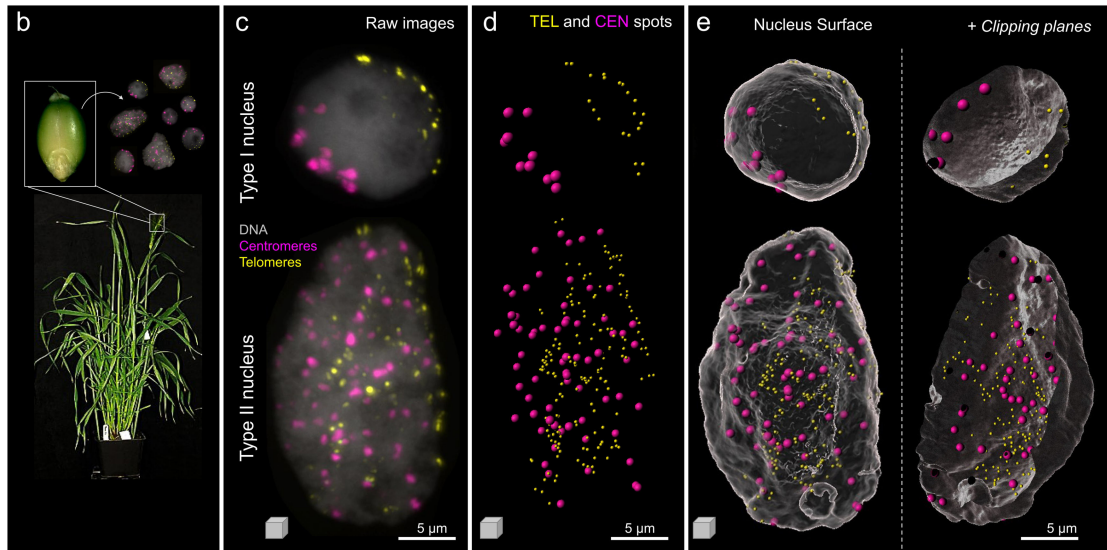 b
c
Raw images
Type I nucleus
DNA
Centromeres
Telomeres
Type II nucleus
5 µm
d
TEL and CEN spots
5 µm
e
Nucleus Surface
+ Clipping planes
5 µm